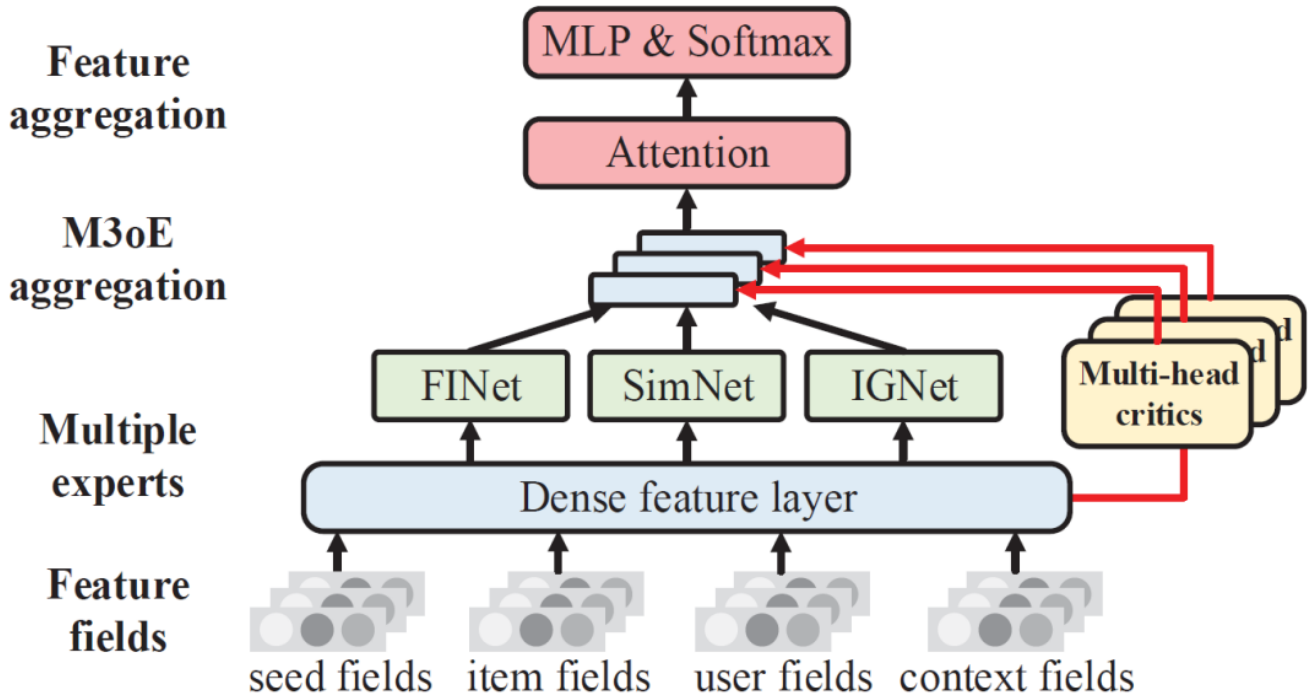 MLP & Softmax
Feature
aggregation
Attention
M3oE
aggregation
d
d
Multi-head
critics
FINet
SimNet
IGNet
Multiple
experts
Dense feature layer
Feature
fields
seed fields
item fields
user fields
context fields